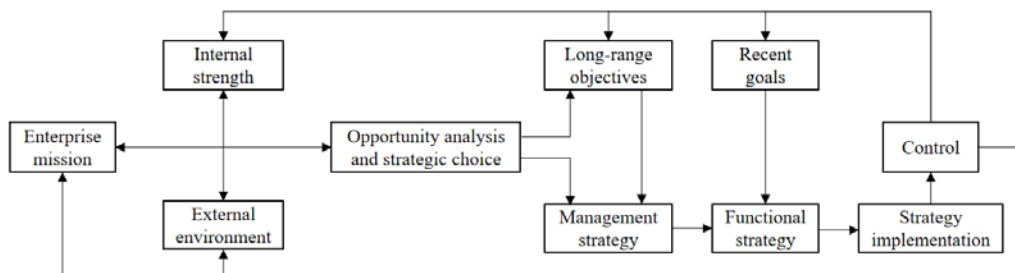 Internal
strength
Long-range
objectives
Recent
goals
Enterprise
mission
Opportunity analysis
and strategic choice
Control
External
environment
Management
strategy
Functional
strategy
Strategy
implementation